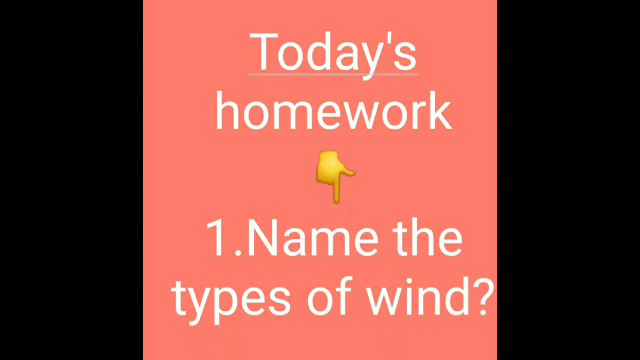 Today's
homework
👇
1.Name the
types of wind?